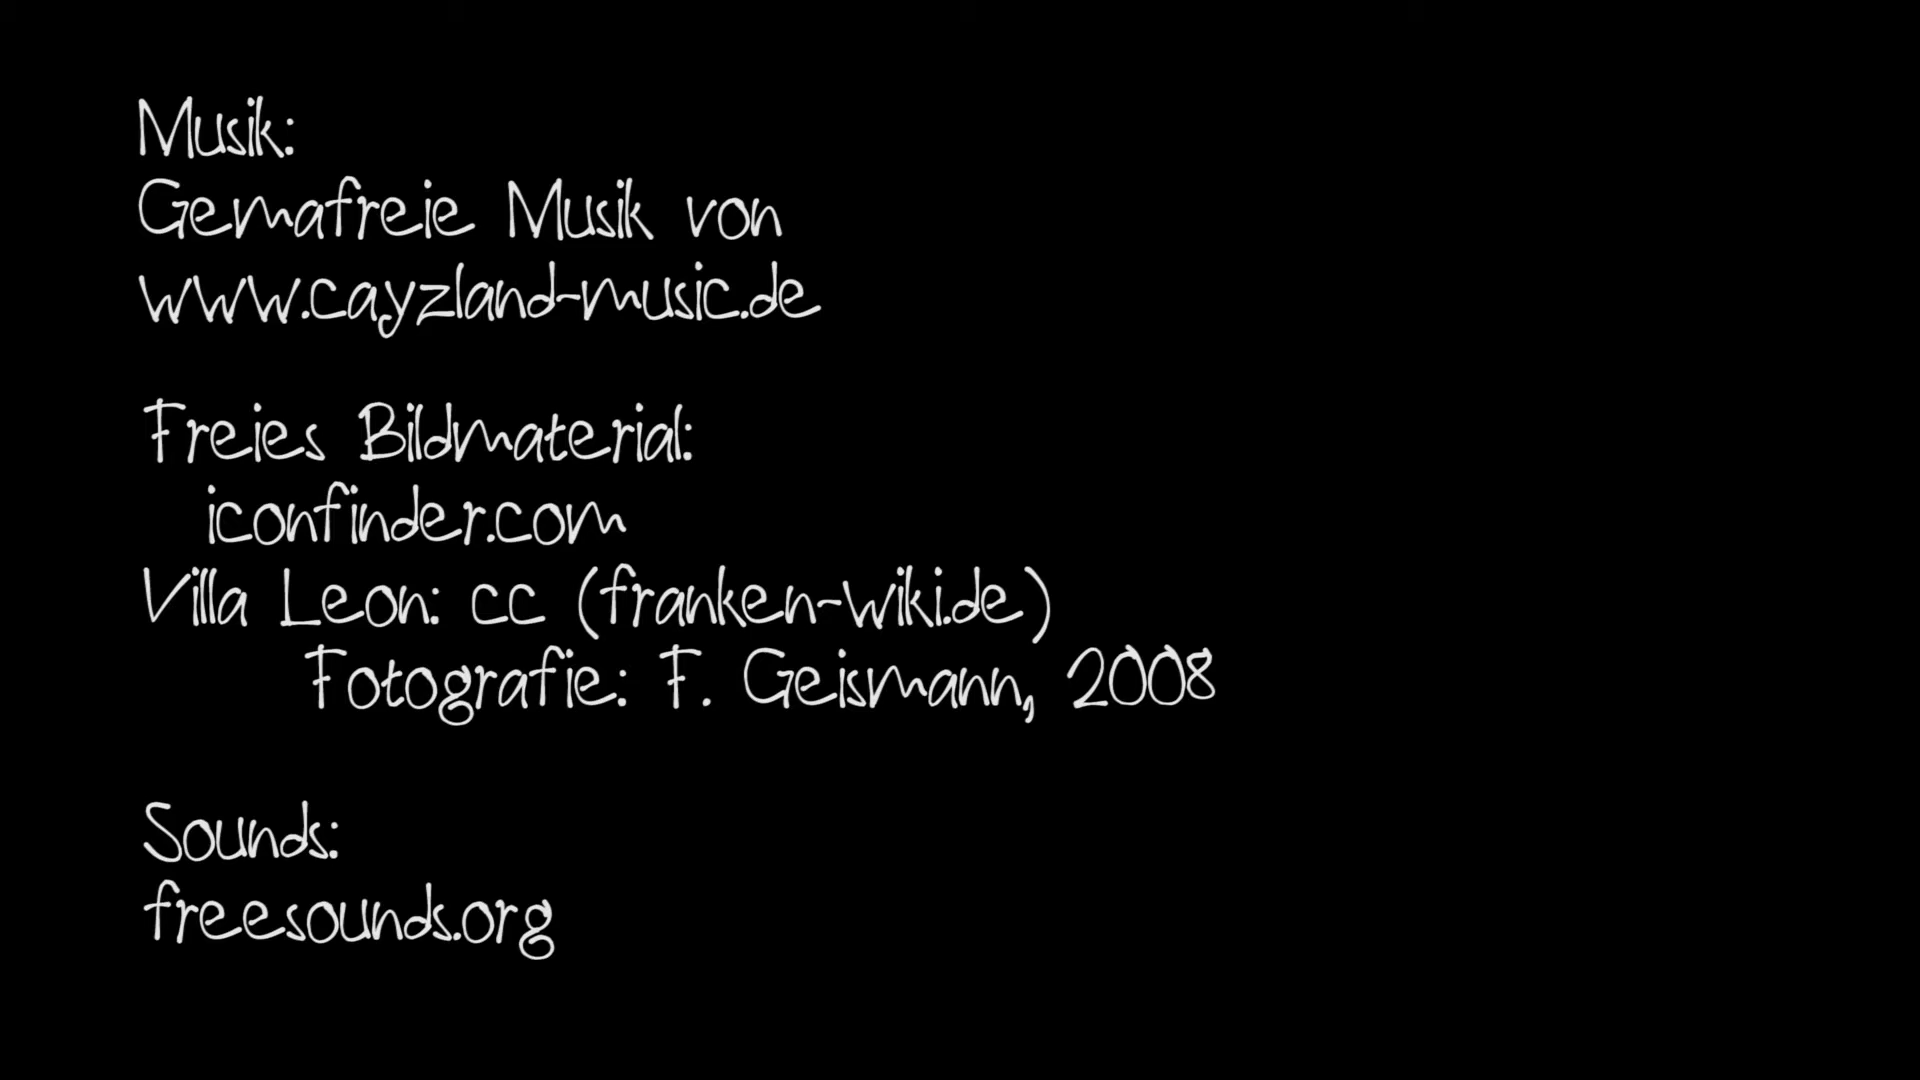 Musik:
Gemafreie Musik von
www.cayzland-music.de
Freies Bildmaterial:
iconfinder.com
Villa Leon: cc (franken-wiki.de)
Fotografie: F. Geismann, 2008
Sounds:
freesounds.org